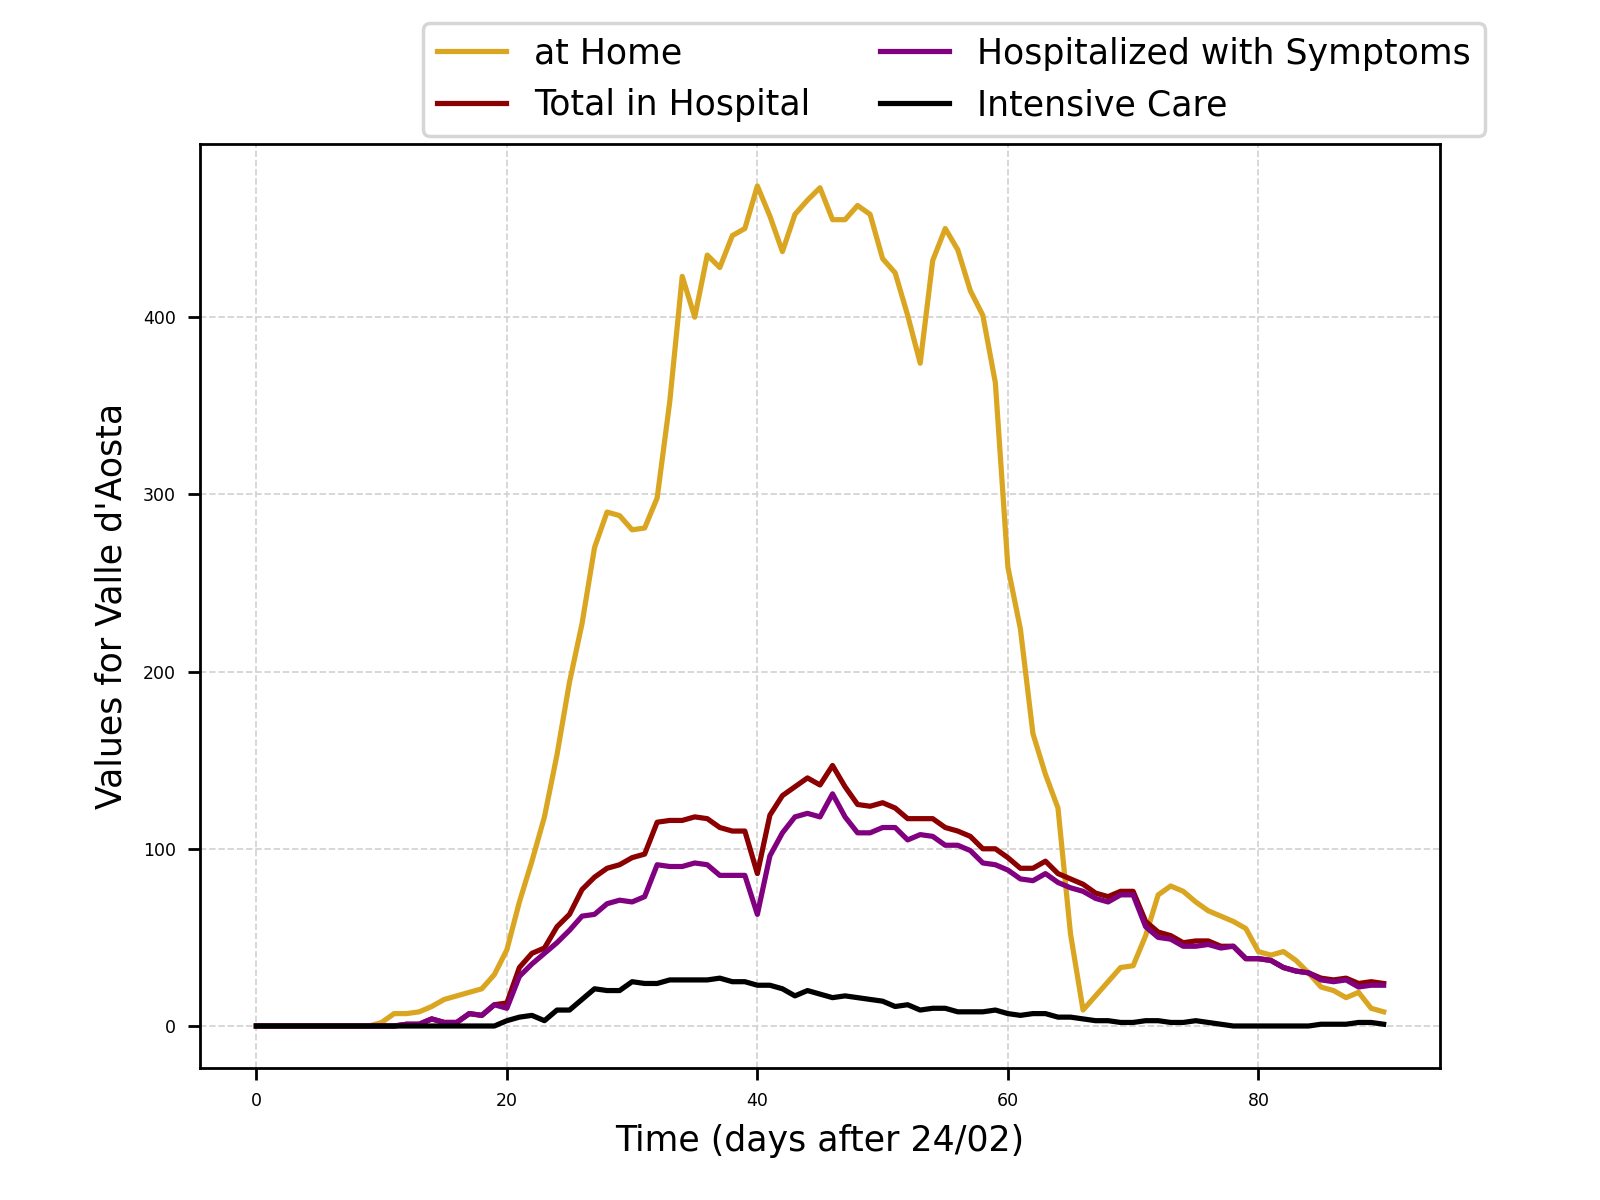 at Home
Total in Hospital
Hospitalized with Symptoms
Intensive Care
Values for Valle d'Aosta
400
300
200
100
0
0 20 40 60 80
Time (days after 24/02)